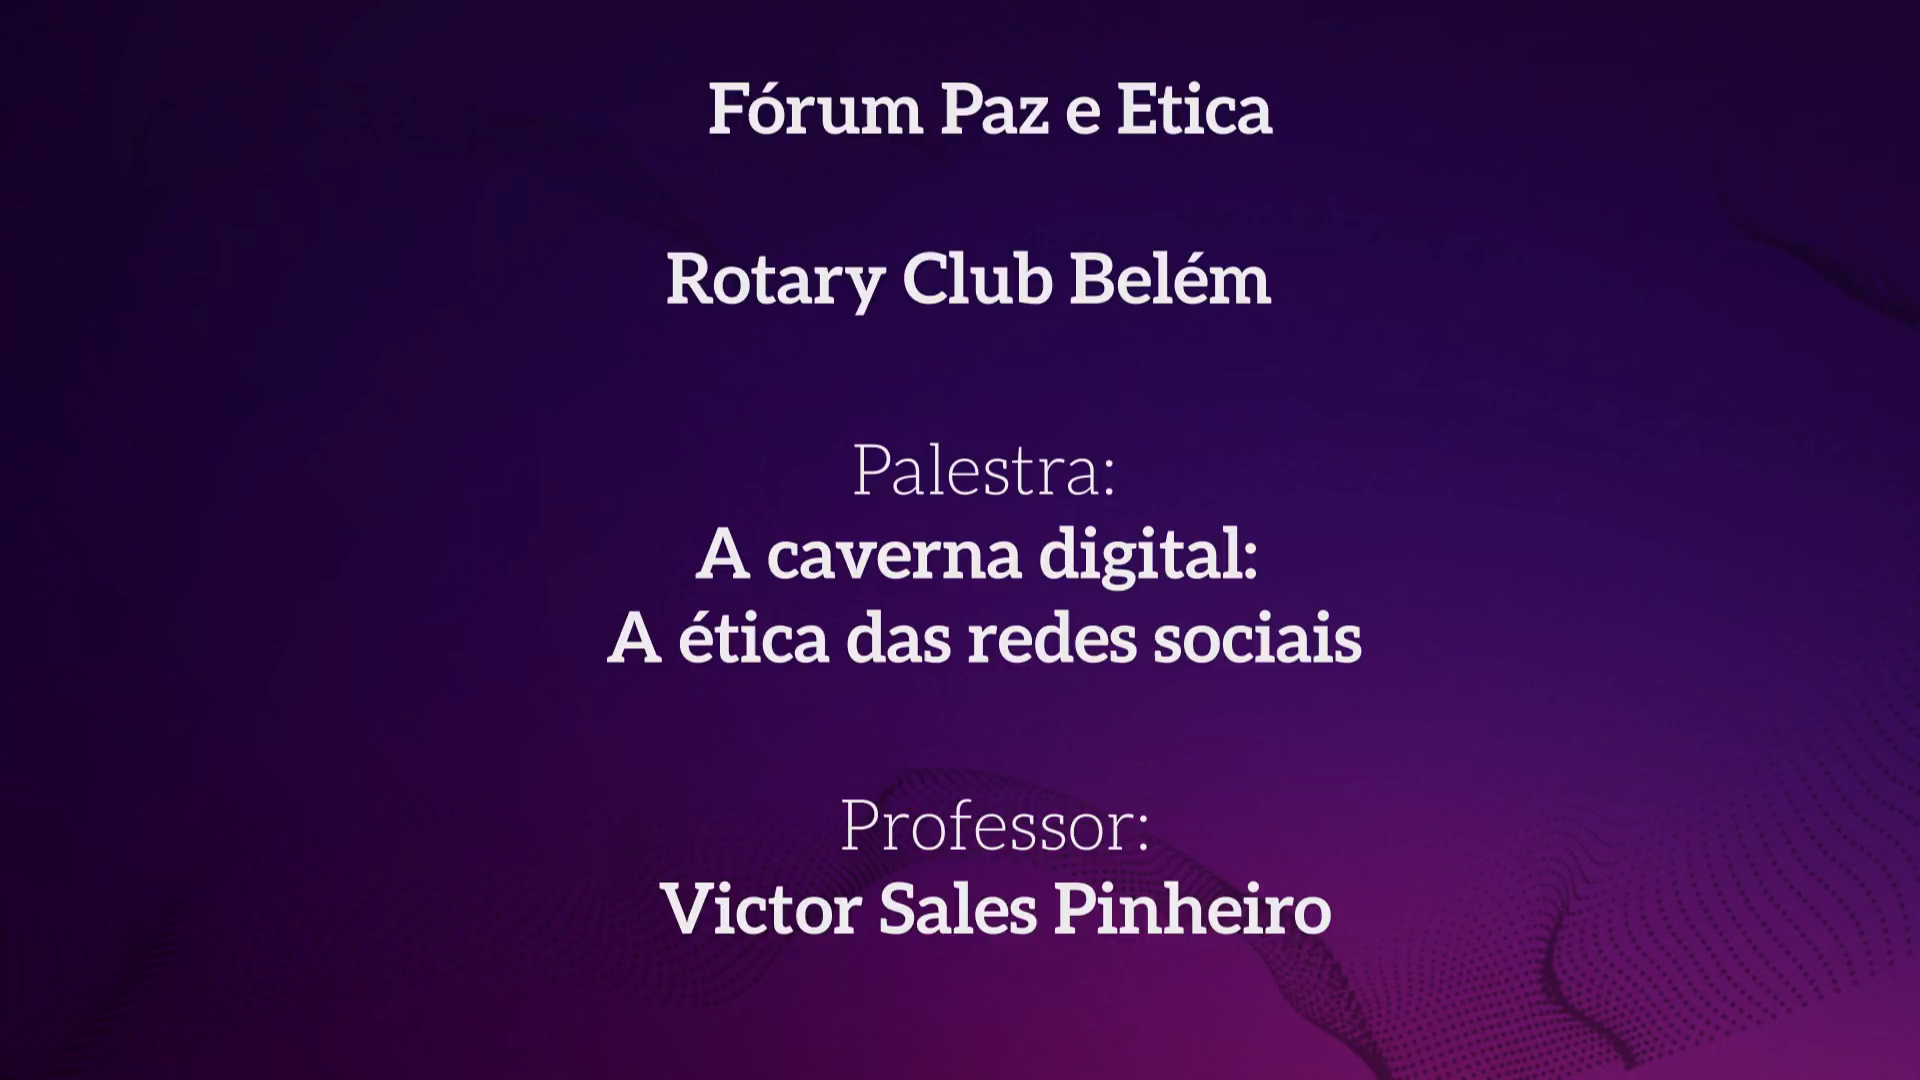 Fórum Paz e Etica
Rotary Club Belém
Palestra:
A caverna digital:
A ética das redes sociais
Professor:
Victor Sales Pinheiro